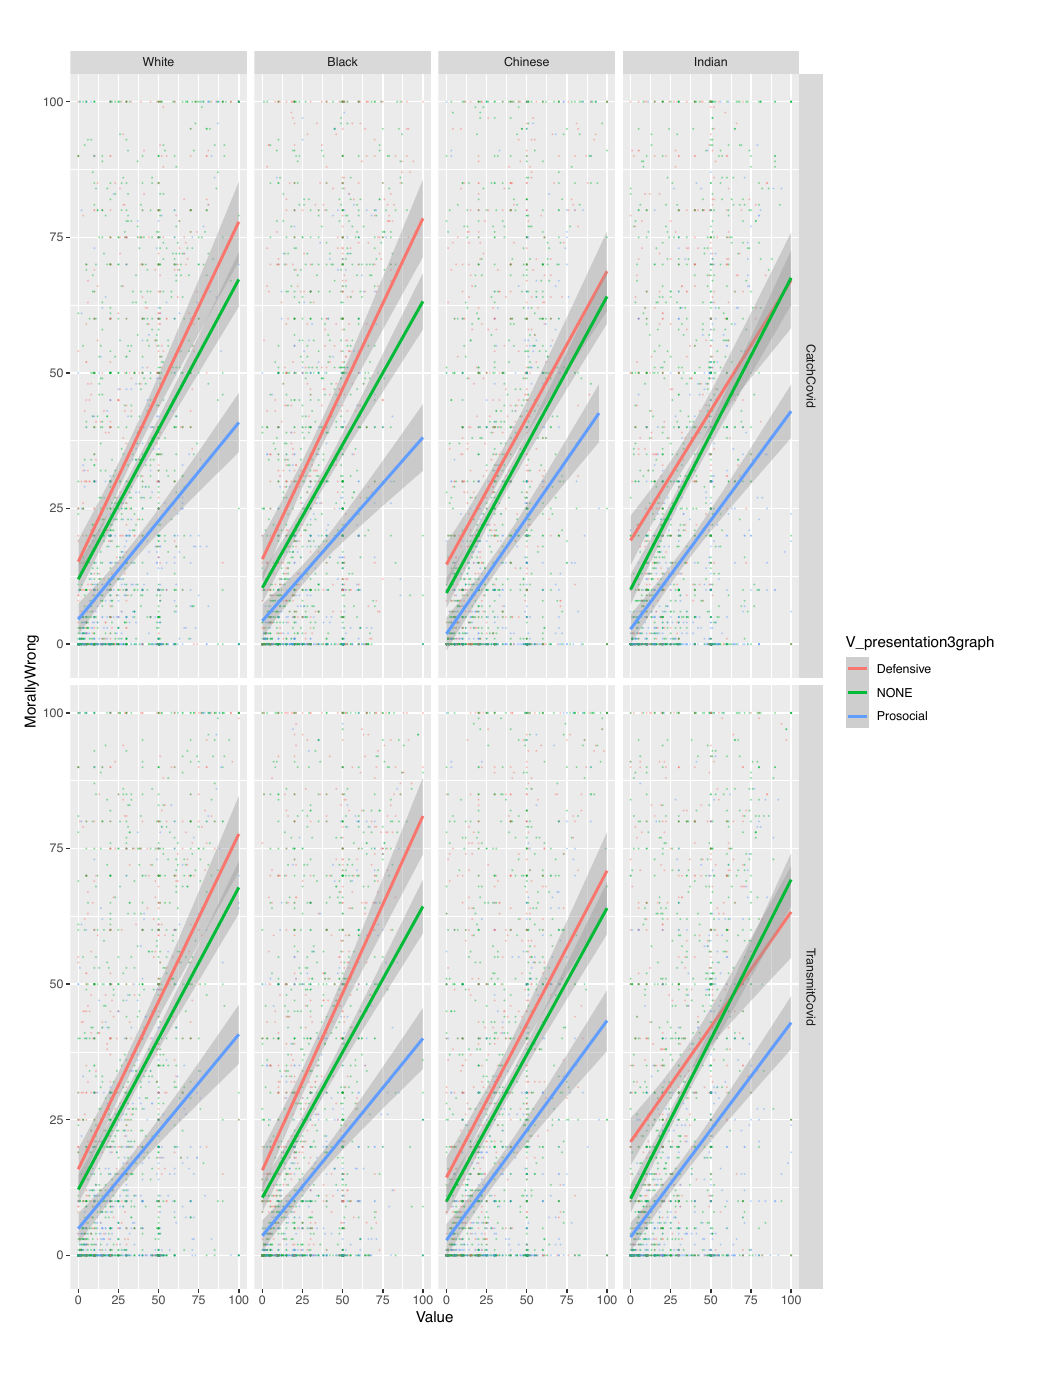 White Black Chinese Indian
100
75
50
25
0
CatchCovid
MorallyWrong
100
75
50
25
0
TransmitCovid
0 25 50 75 100 0 25 50 75 100 0 25 50 75 100 0 25 50 75 100
Value
V_presentation3graph
Defensive
NONE
Prosocial